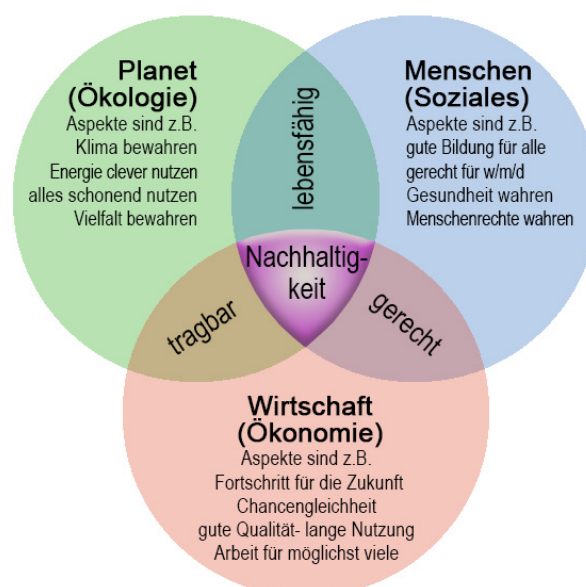 Planet
(Ökologie)
Aspekte sind z.B.
Klima bewahren
Energie clever nutzen
alles schonend nutzen
Vielfalt bewahren
lebensfähig
Menschen
(Soziales)
Aspekte sind z.B.
gute Bildung für alle
gerecht für w/m/d
Gesundheit wahren
Menschenrechte wahren
Nachhaltig-
keit
tragbar
gerecht
Wirtschaft
(Ökonomie)
Aspekte sind z.B.
Fortschritt für die Zukunft
Chancengleichheit
gute Qualität- lange Nutzung
Arbeit für möglichst viele